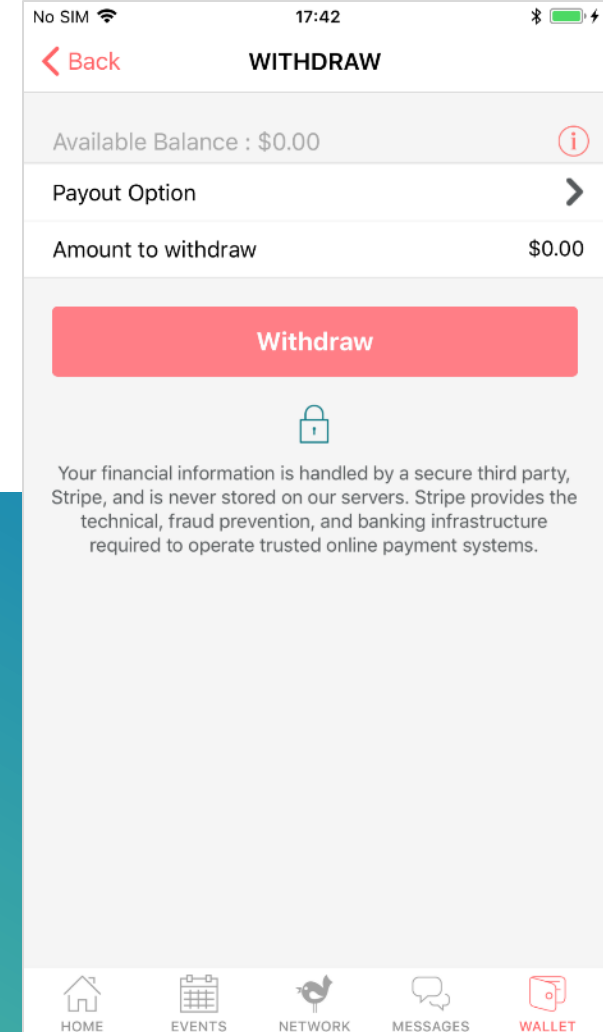 No SIM 17:42
Back WITHDRAW
Available Balance : $0.00 i
Payout Option
Amount to withdraw $0.00
Withdraw
Your financial information is handled by a secure third party,
Stripe, and is never stored on our servers. Stripe provides the
technical, fraud prevention, and banking infrastructure
required to operate trusted online payment systems.
HOME EVENTS NETWORK MESSAGES WALLET